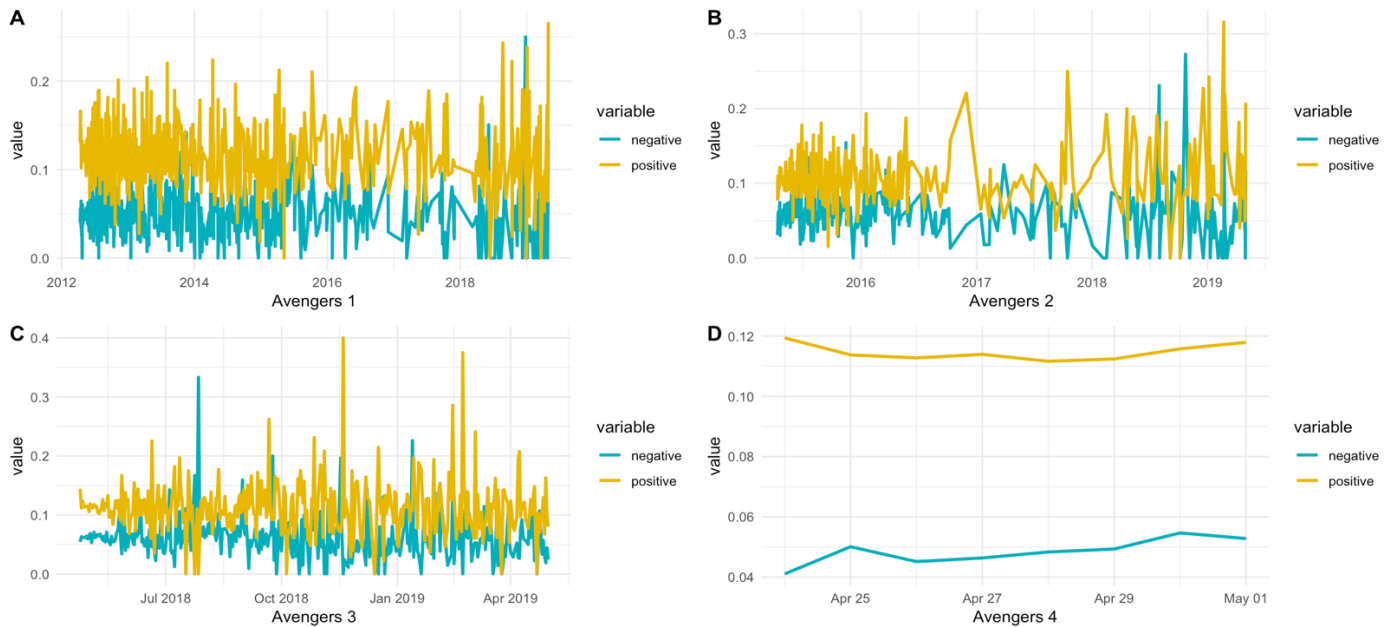 A
value
0.2
0.1
0.0
2012
2014
2016
2018
Avengers 1
variable
negative
positive
B
value
0.3
0.2
0.1
0.0
2016
2017
2018
2019
Avengers 2
variable
negative
positive
C
value
0.4
0.3
0.2
0.1
0.0
Jul 2018
Oct 2018
Jan 2019
Apr 2019
Avengers 3
variable
negative
positive
D
value
0.12
0.10
0.08
0.06
0.04
Apr 25
Apr 27
Apr 29
May 01
Avengers 4
variable
negative
positive